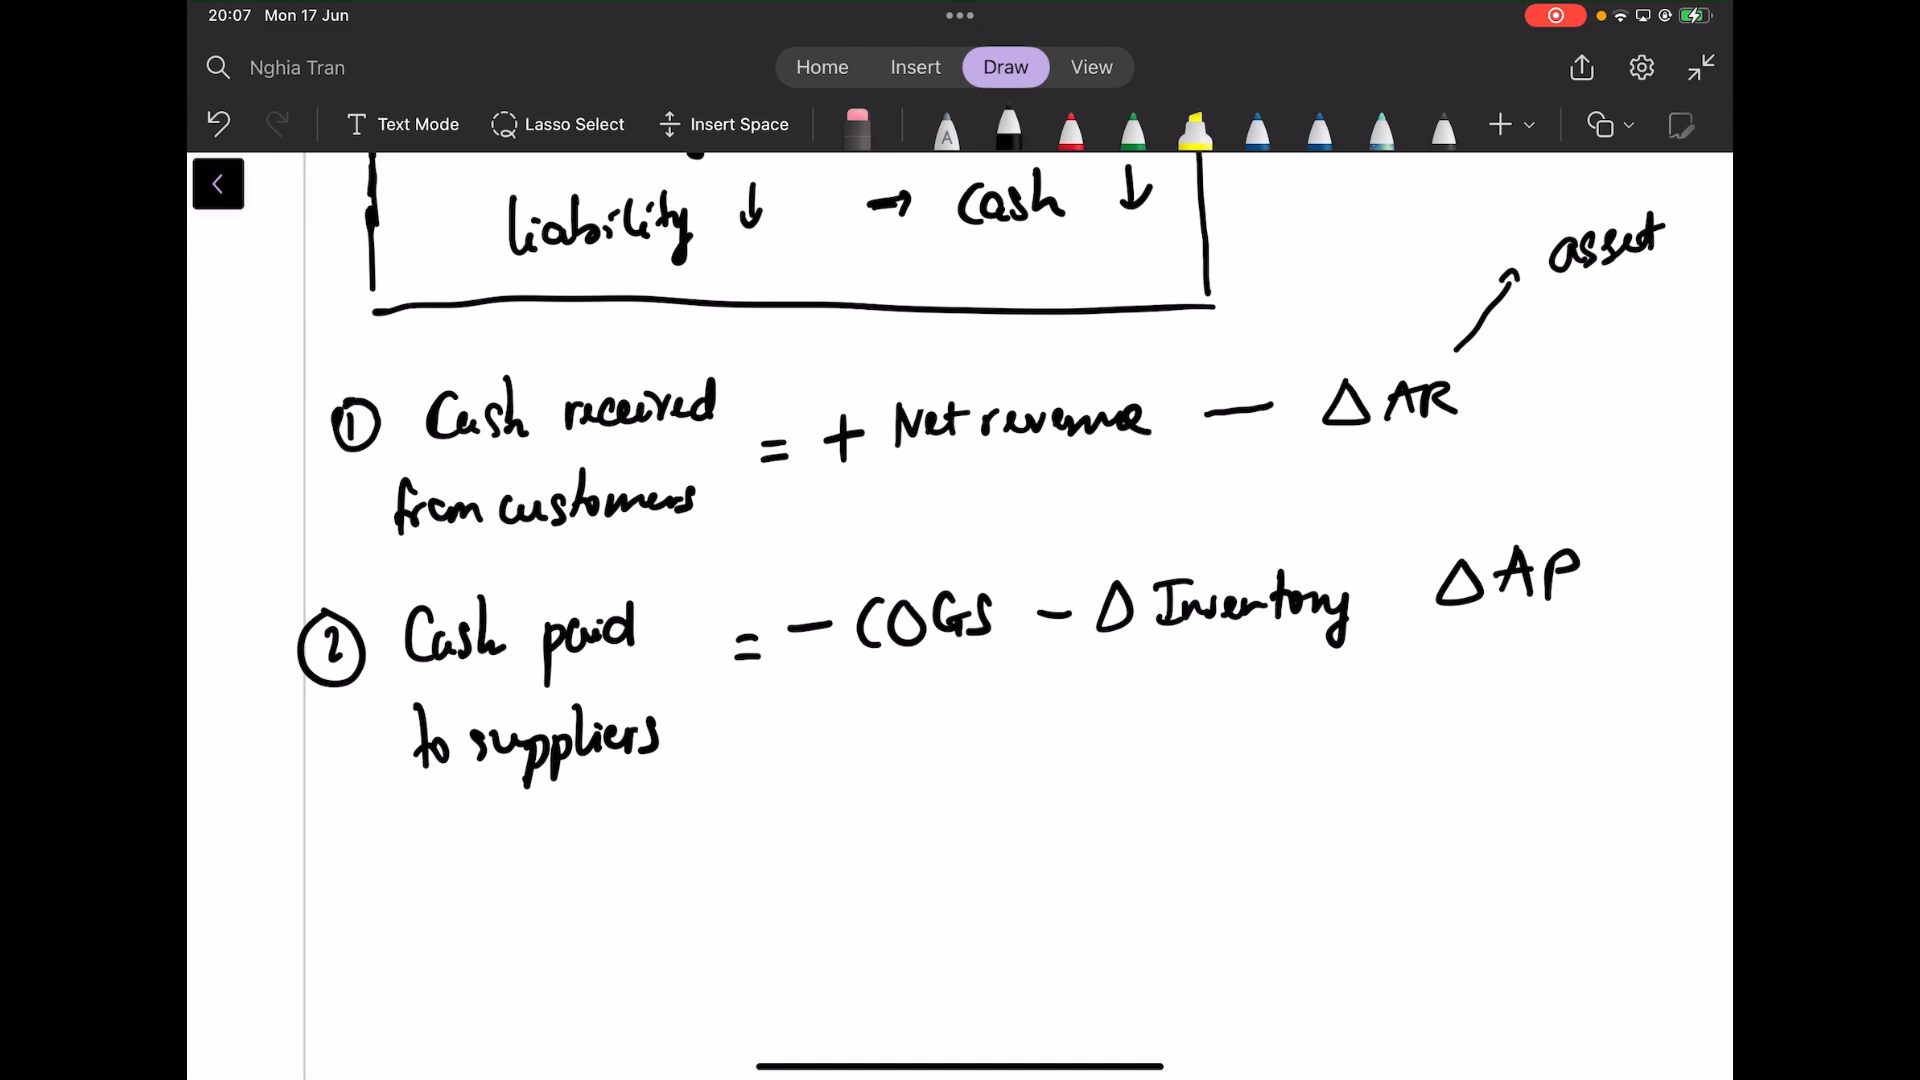 20:07 Mon 17 Jun
Nghia Tran
Home Insert Draw View
Text Mode Lasso Select Insert Space
A
liability ↓ → cash ↓
asset
① Cash received from customers = + Net revenue — Δ AR
② Cash paid to suppliers = — COGS — Δ Inventory Δ AP